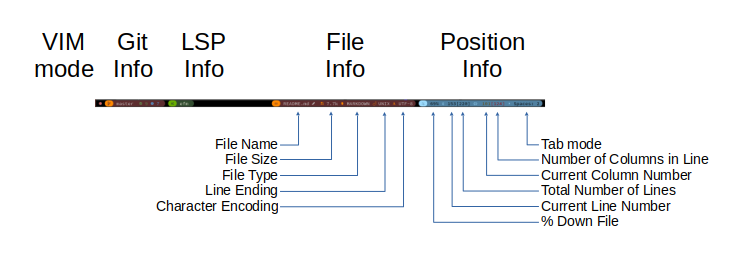 VIM mode
Git Info
LSP Info
File Info
Position Info
master
README.md
7.7k
MARKDOWN
UNIX
UTF-8
Spaces:
File Name
File Size
File Type
Line Ending
Character Encoding
Tab mode
Number of Columns in Line
Current Column Number
Total Number of Lines
Current Line Number
% Down File